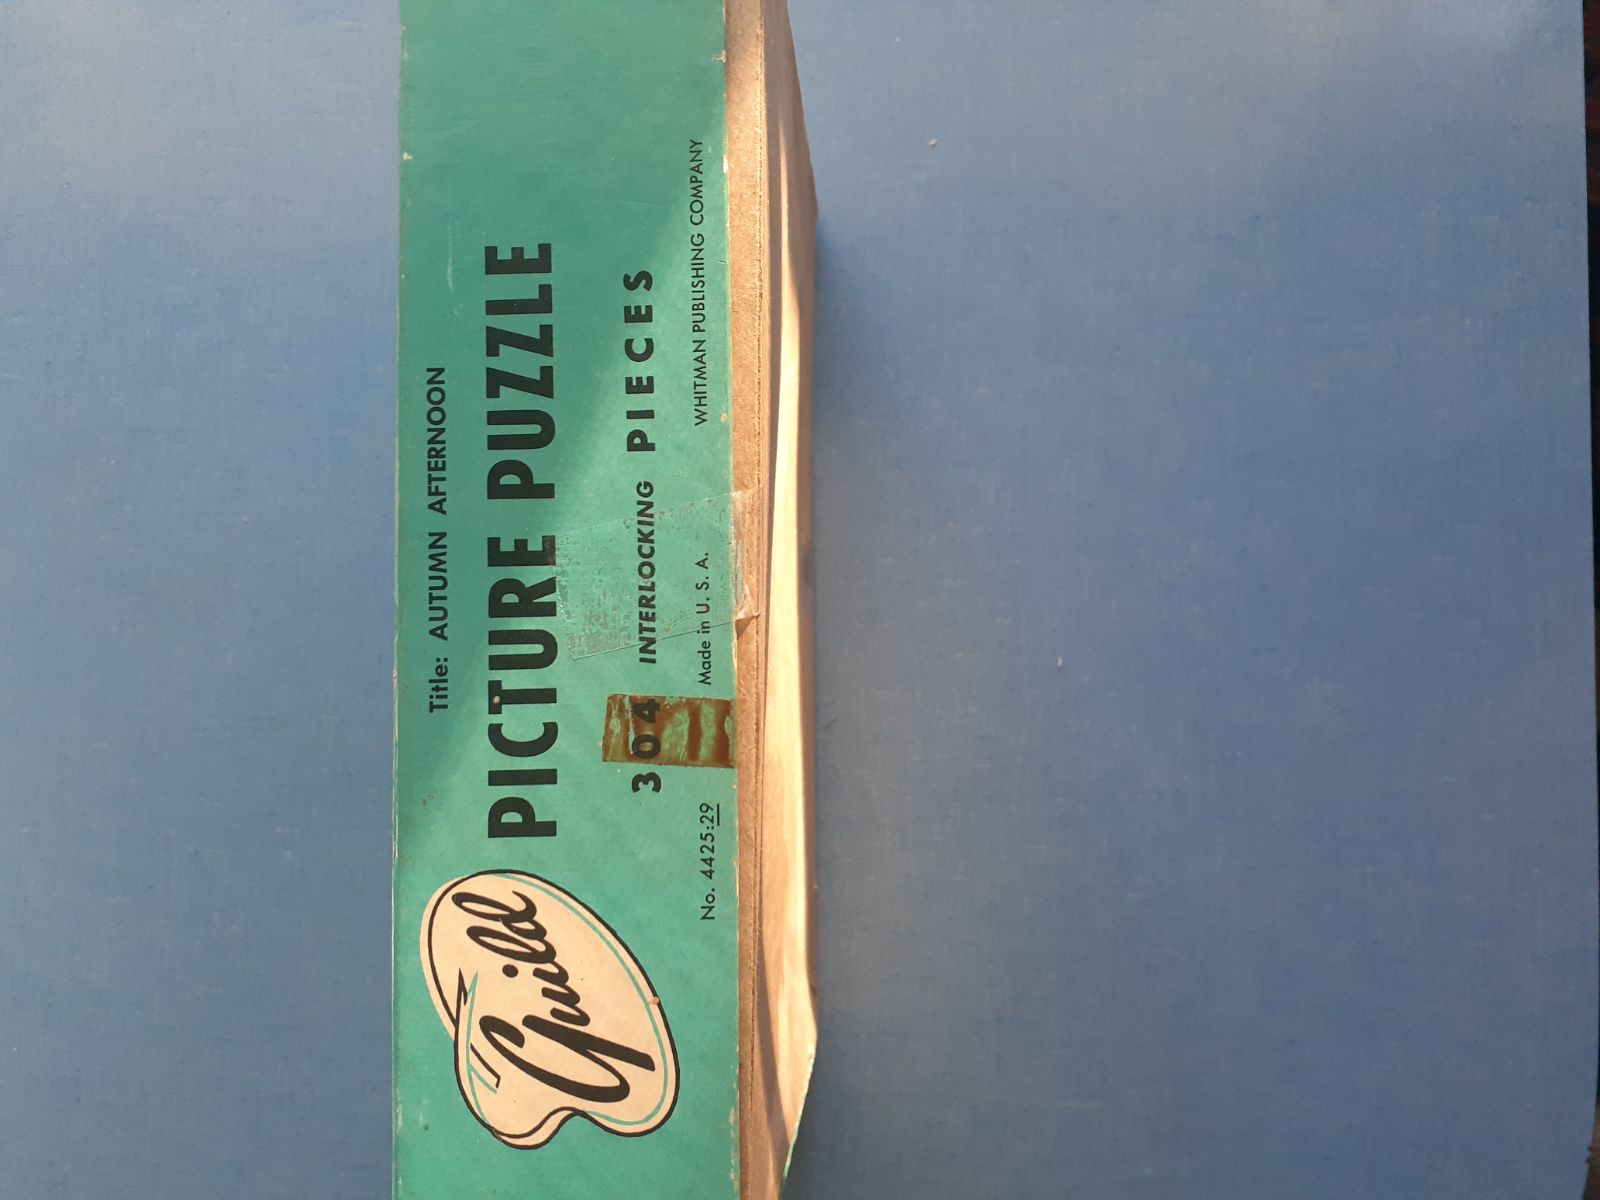 Title: AUTUMN AFTERNOON
Guild PICTURE PUZZLE
304 INTERLOCKING PIECES
No. 4425:29 Made in U. S. A. WHITMAN PUBLISHING COMPANY